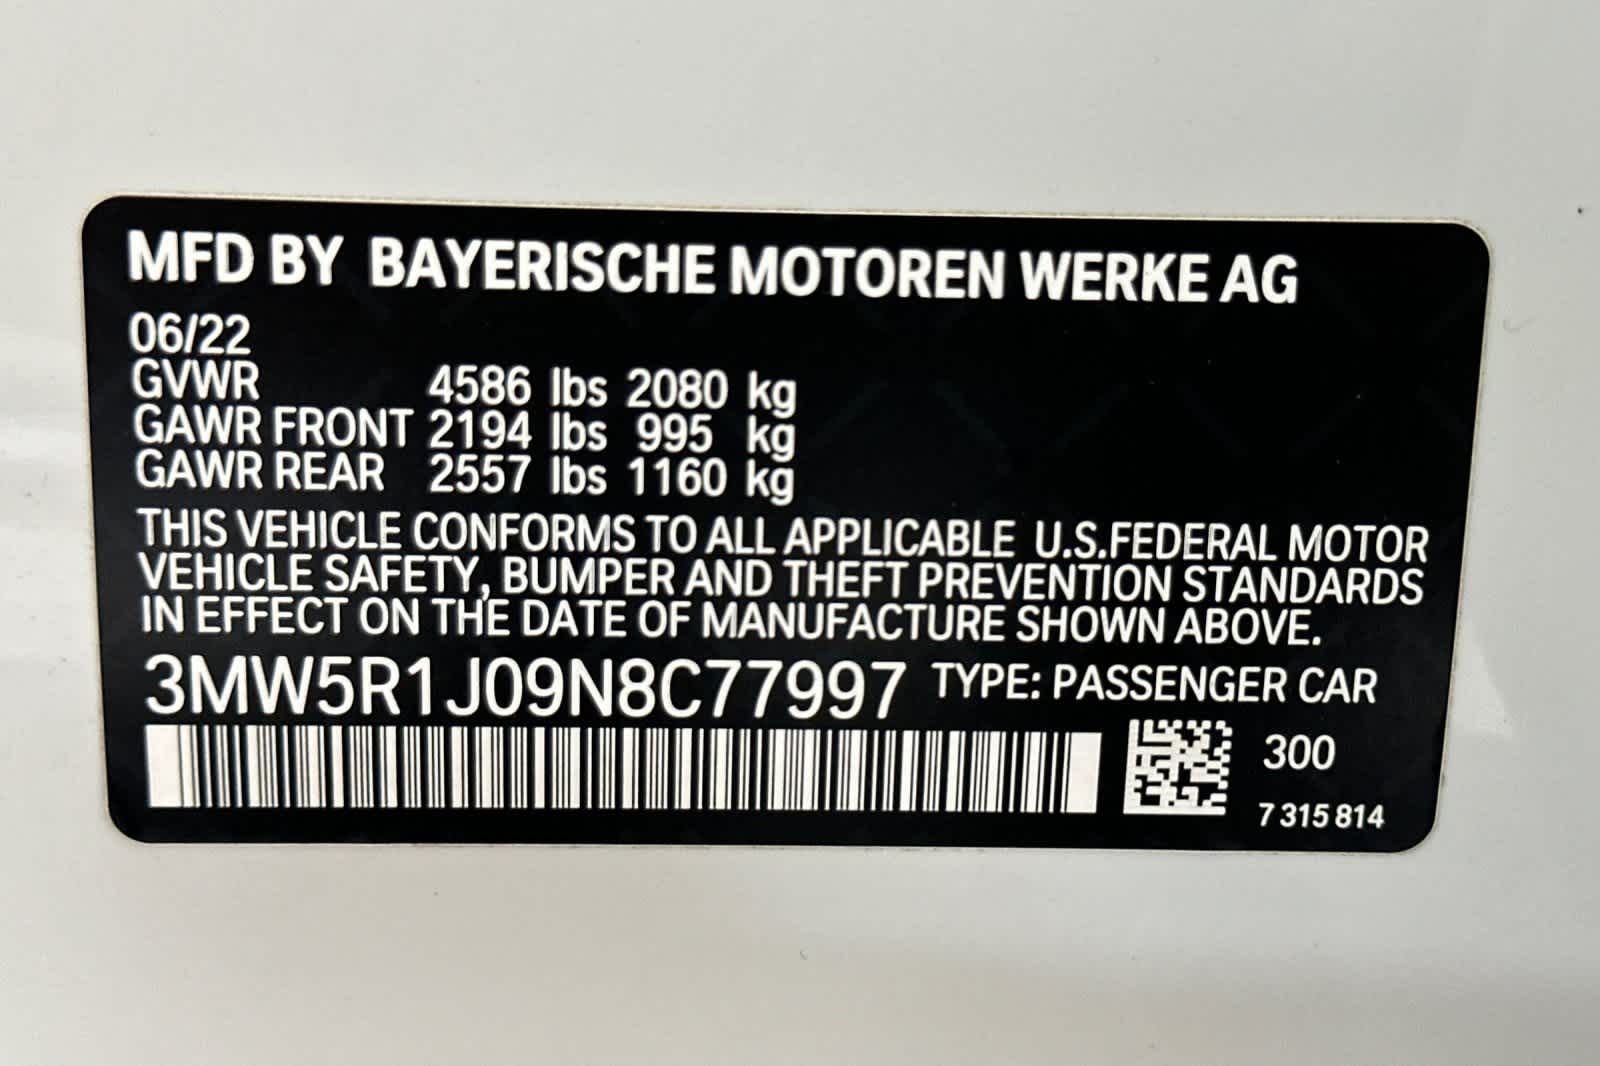 MFD BY BAYERISCHE MOTOREN WERKE AG
06/22
GVWR 4586 lbs 2080 kg
GAWR FRONT 2194 lbs 995 kg
GAWR REAR 2557 lbs 1160 kg
THIS VEHICLE CONFORMS TO ALL APPLICABLE U.S.FEDERAL MOTOR
VEHICLE SAFETY, BUMPER AND THEFT PREVENTION STANDARDS
IN EFFECT ON THE DATE OF MANUFACTURE SHOWN ABOVE.
3MW5R1J09N8C77997 TYPE: PASSENGER CAR
300
7 315 814